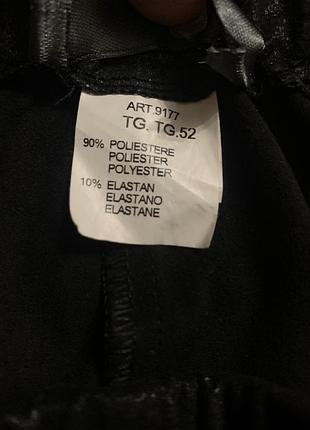 ART.9177
TG. TG.52
90% POLIESTERE
POLIESTER
POLYESTER
10% ELASTAN
ELASTANO
ELASTANE